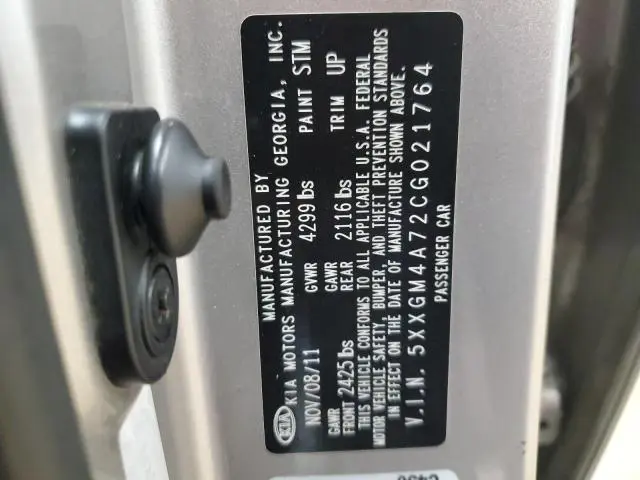 MANUFACTURED BY
KIA KIA MOTORS MANUFACTURING GEORGIA, INC.
NOV/08/11 GVWR 4299lbs PAINT STM
GAWR FRONT 2425lbs GAWR REAR 2116lbs TRIM UP
THIS VEHICLE CONFORMS TO ALL APPLICABLE U.S.A. FEDERAL
MOTOR VEHICLE SAFETY, BUMPER, AND THEFT PREVENTION STANDARDS
IN EFFECT ON THE DATE OF MANUFACTURE SHOWN ABOVE.
V.I.N. 5XXGM4A72CG021764
PASSENGER CAR